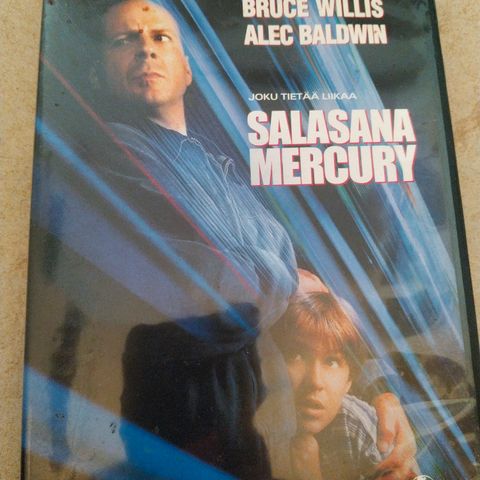 BRUCE WILLIS
ALEC BALDWIN
JOKU TIETÄÄ LIIKAA
SALASANA
MERCURY